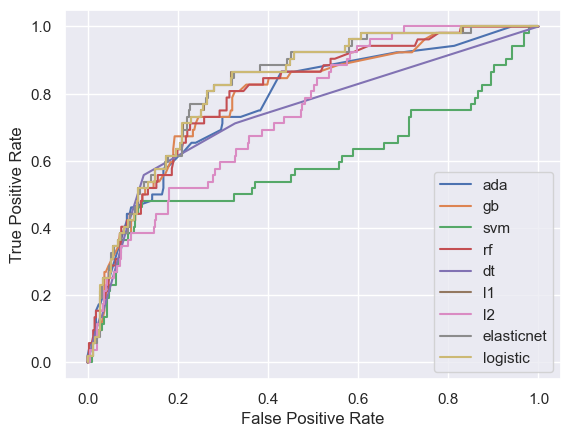 1.0
0.8
0.6
0.4
0.2
0.0
True Positive Rate
ada
gb
svm
rf
dt
l1
l2
elasticnet
logistic
0.0 0.2 0.4 0.6 0.8 1.0
False Positive Rate